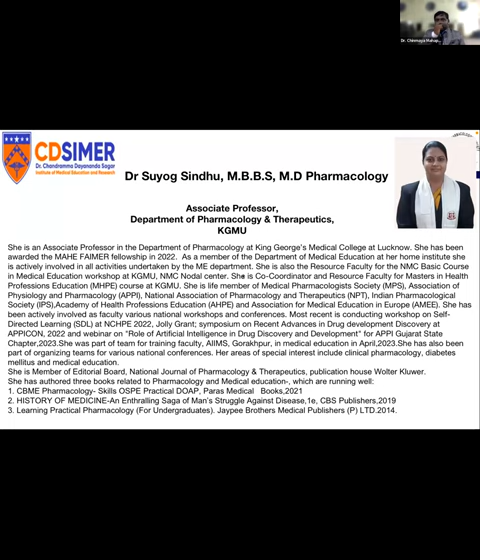 Dr. Chinmaya Mahap...
CDSIMER
Dr. Chandramma Dayananda Sagar
Institute of Medical Education and Research
Dr Suyog Sindhu, M.B.B.S, M.D Pharmacology
Associate Professor,
Department of Pharmacology & Therapeutics,
KGMU
She is an Associate Professor in the Department of Pharmacology at King George's Medical College at Lucknow. She has been
awarded the MAHE FAIMER fellowship in 2022. As a member of the Department of Medical Education at her home institute she
is actively involved in all activities undertaken by the ME department. She is also the Resource Faculty for the NMC Basic Course
in Medical Education workshop at KGMU, NMC Nodal center. She is Co-Coordinator and Resource Faculty for Masters in Health
Professions Education (MHPE) course at KGMU. She is life member of Medical Pharmacologists Society (MPS), Association of
Physiology and Pharmacology (APPI), National Association of Pharmacology and Therapeutics (NPT), Indian Pharmacological
Society (IPS),Academy of Health Professions Education (AHPE) and Association for Medical Education in Europe (AMEE). She has
been actively involved as faculty various national workshops and conferences. Most recent is conducting workshop on Self-
Directed Learning (SDL) at NCHPE 2022, Jolly Grant; symposium on Recent Advances in Drug development Discovery at
APPICON, 2022 and webinar on "Role of Artificial Intelligence in Drug Discovery and Development" for APPI Gujarat State
Chapter,2023.She was part of team for training faculty, AIIMS, Gorakhpur, in medical education in April,2023.She has also been
part of organizing teams for various national conferences. Her areas of special interest include clinical pharmacology, diabetes
mellitus and medical education.
She is Member of Editorial Board, National Journal of Pharmacology & Therapeutics, publication house Wolter Kluwer.
She has authored three books related to Pharmacology and Medical education-, which are running well:
1. CBME Pharmacology- Skills OSPE Practical DOAP, Paras Medical Books,2021
2. HISTORY OF MEDICINE-An Enthralling Saga of Man's Struggle Against Disease,1e, CBS Publishers,2019
3. Learning Practical Pharmacology (For Undergraduates). Jaypee Brothers Medical Publishers (P) LTD.2014.